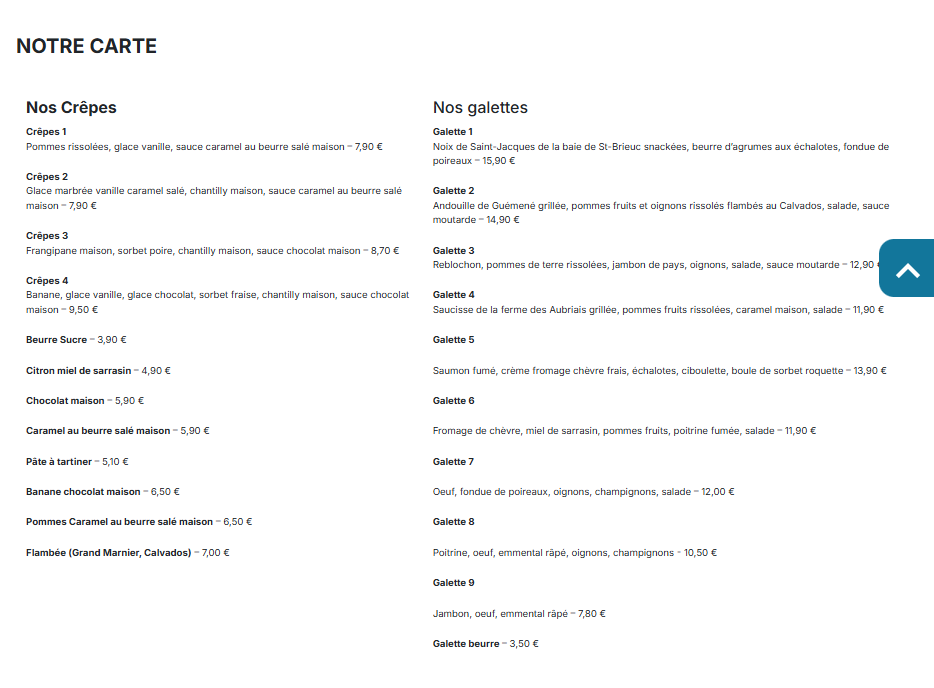 NOTRE CARTE
Nos Crêpes
Crêpes 1
Pommes rissolées, glace vanille, sauce caramel au beurre salé maison – 7,90 €
Crêpes 2
Glace marbrée vanille caramel salé, chantilly maison, sauce caramel au beurre salé
maison – 7,90 €
Crêpes 3
Frangipane maison, sorbet poire, chantilly maison, sauce chocolat maison – 8,70 €
Crêpes 4
Banane, glace vanille, glace chocolat, sorbet fraise, chantilly maison, sauce chocolat
maison – 9,50 €
Beurre Sucre – 3,90 €
Citron miel de sarrasin – 4,90 €
Chocolat maison – 5,90 €
Caramel au beurre salé maison – 5,90 €
Pâte à tartiner – 5,10 €
Banane chocolat maison – 6,50 €
Pommes Caramel au beurre salé maison – 6,50 €
Flambée (Grand Marnier, Calvados) – 7,00 €
Nos galettes
Galette 1
Noix de Saint-Jacques de la baie de St-Brieuc snackées, beurre d'agrumes aux échalotes, fondue de
poireaux – 15,90 €
Galette 2
Andouille de Guémené grillée, pommes fruits et oignons rissolés flambés au Calvados, salade, sauce
moutarde – 14,90 €
Galette 3
Reblochon, pommes de terre rissolées, jambon de pays, oignons, salade, sauce moutarde – 12,90 €
Galette 4
Saucisse de la ferme des Aubriais grillée, pommes fruits rissolées, caramel maison, salade – 11,90 €
Galette 5
Saumon fumé, crème fromage chèvre frais, échalotes, ciboulette, boule de sorbet roquette – 13,90 €
Galette 6
Fromage de chèvre, miel de sarrasin, pommes fruits, poitrine fumée, salade – 11,90 €
Galette 7
Oeuf, fondue de poireaux, oignons, champignons, salade – 12,00 €
Galette 8
Poitrine, oeuf, emmental râpé, oignons, champignons - 10,50 €
Galette 9
Jambon, oeuf, emmental râpé – 7,80 €
Galette beurre – 3,50 €